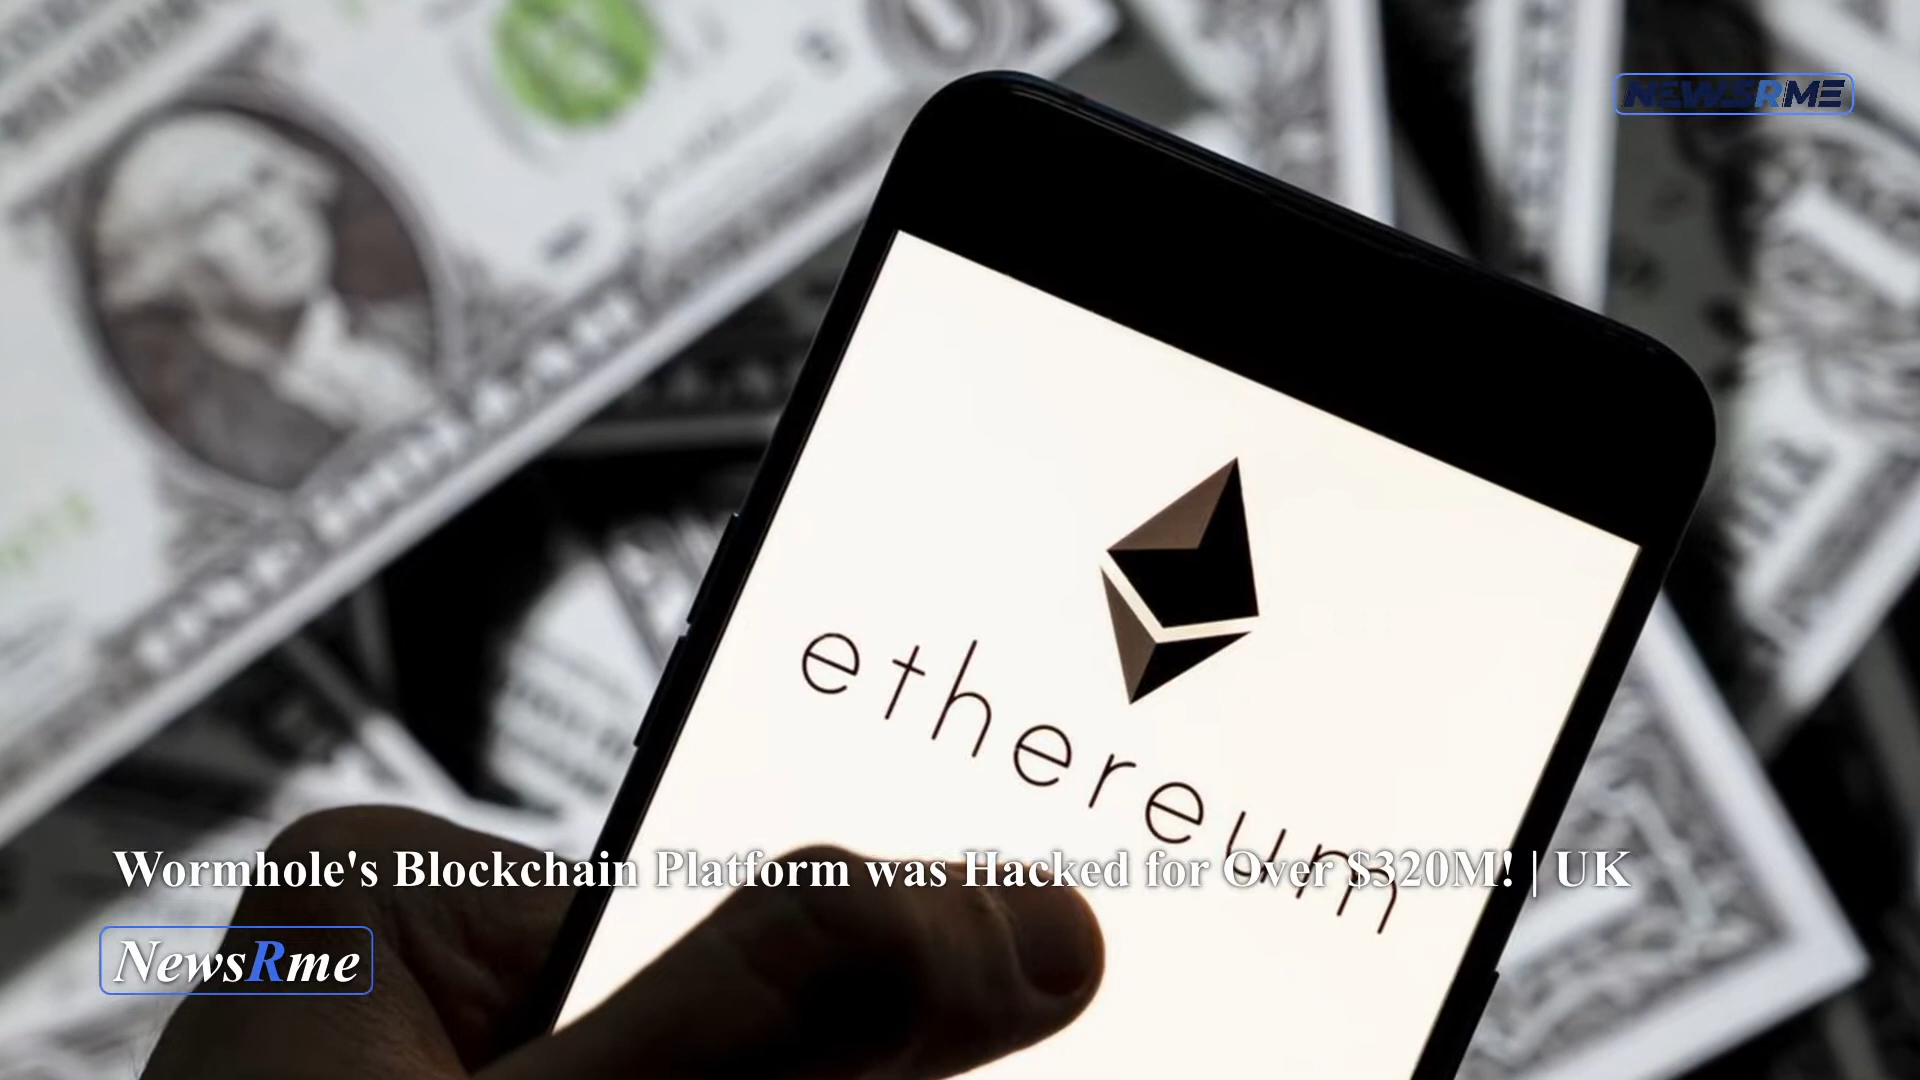 NEWSRME
ethereum
Wormhole's Blockchain Platform was Hacked for Over $320M! | UK
NewsRme